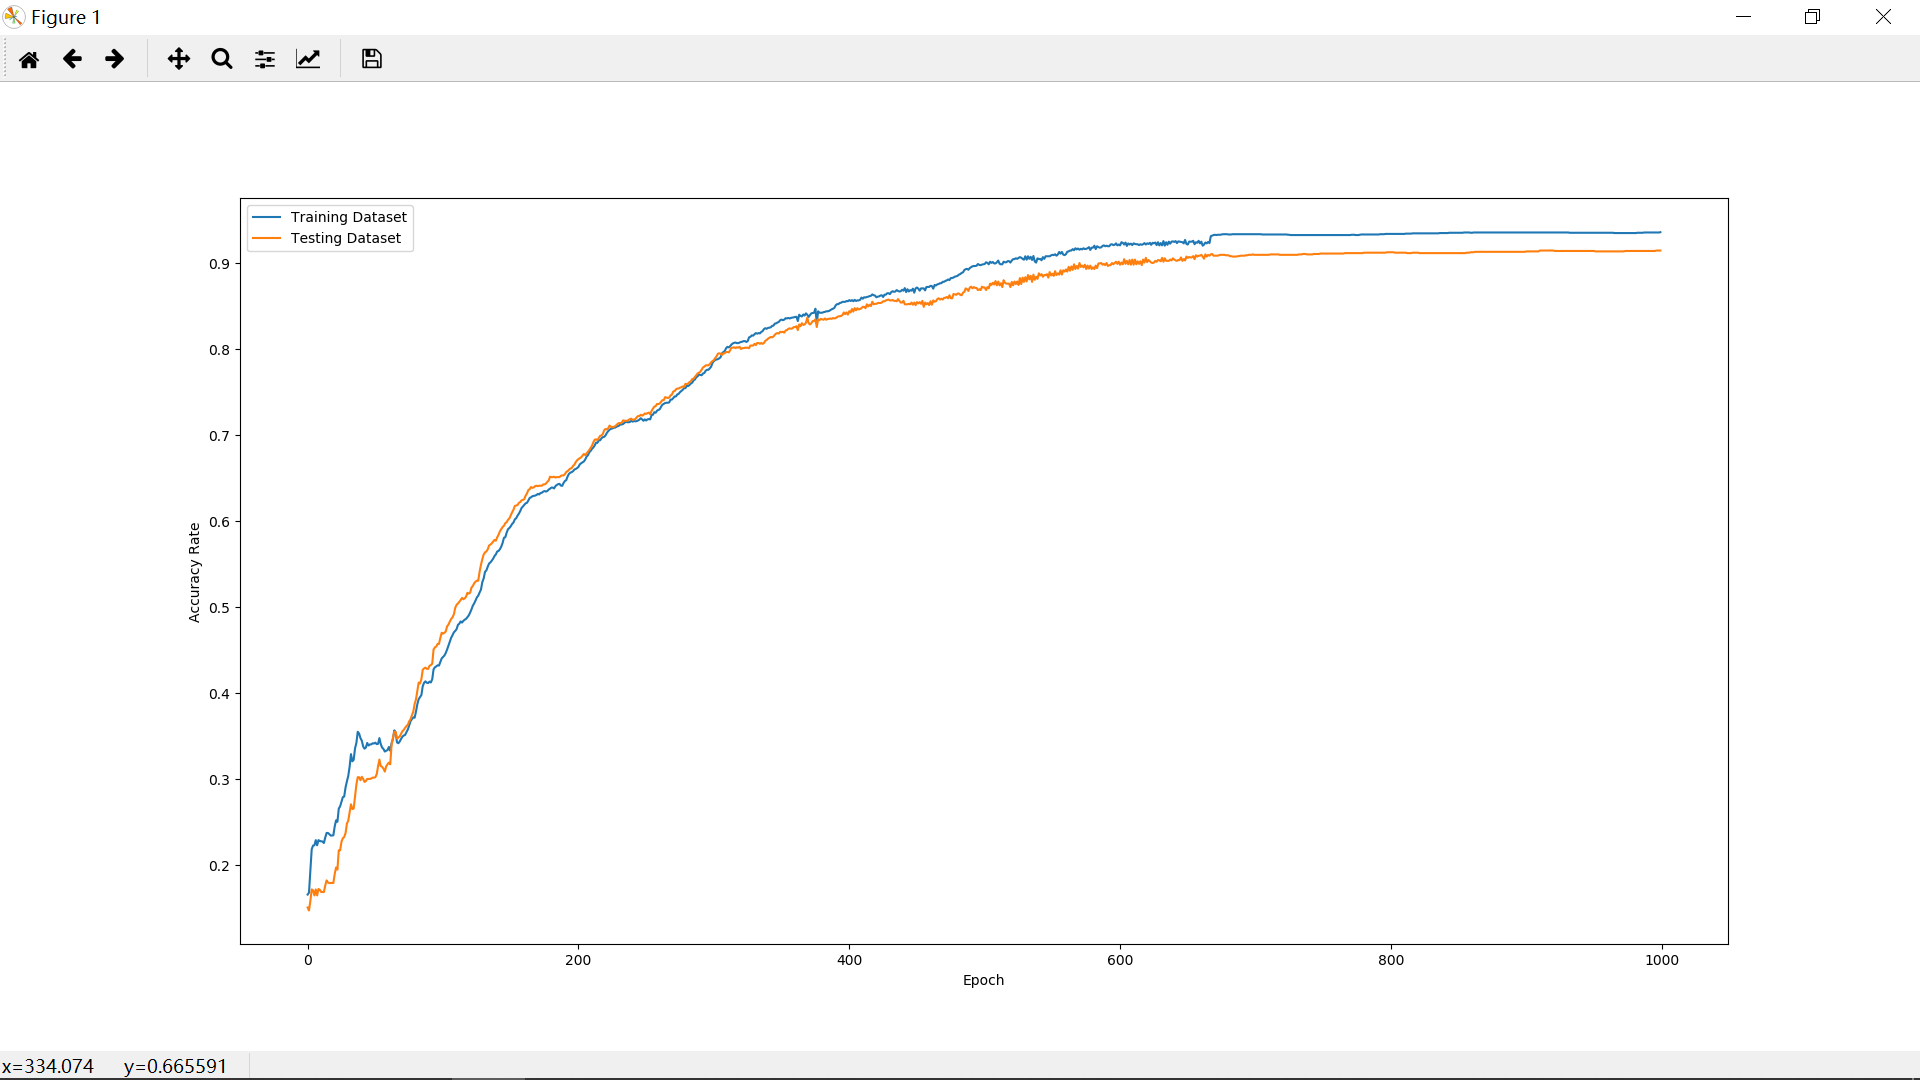 Figure 1
Training Dataset
Testing Dataset
0.9
0.8
0.7
0.6
0.5
0.4
0.3
0.2
Accuracy Rate
0 200 400 600 800 1000
Epoch
x=334.074 y=0.665591